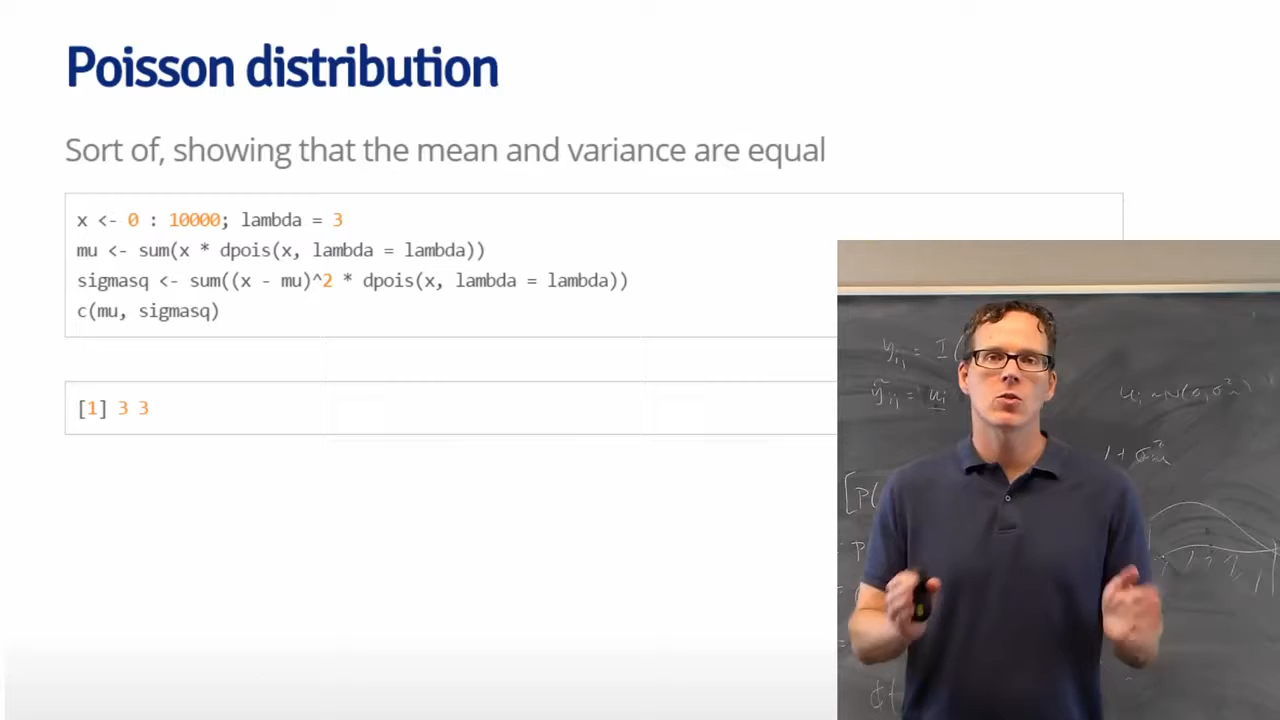 Poisson distribution
Sort of, showing that the mean and variance are equal
x <- 0 : 10000; lambda = 3
mu <- sum(x * dpois(x, lambda = lambda))
sigmasq <- sum((x - mu)^2 * dpois(x, lambda = lambda))
c(mu, sigmasq)
[1] 3 3